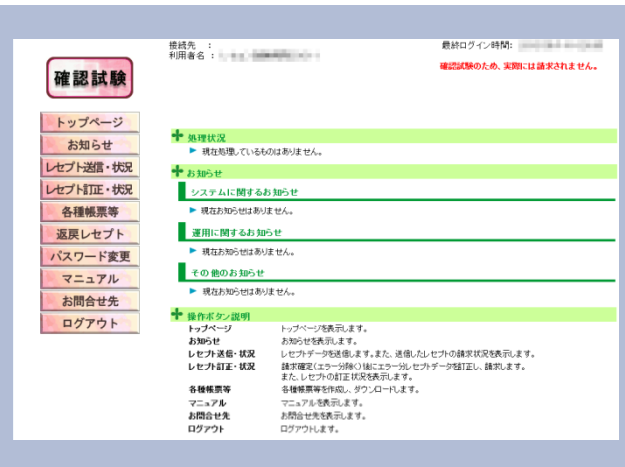 接続先 ：
利用者名 ：
最終ログイン時間：
確認試験のため、実際には請求されません。
確認試験
トップページ
お知らせ
レセプト送信・状況
レセプト訂正・状況
各種帳票等
返戻レセプト
パスワード変更
マニュアル
お問合せ先
ログアウト
処理状況
現在処理しているものはありません。
お知らせ
システムに関するお知らせ
現在お知らせはありません。
運用に関するお知らせ
現在お知らせはありません。
その他のお知らせ
現在お知らせはありません。
操作ボタン説明
トップページ トップページを表示します。
お知らせ お知らせを表示します。
レセプト送信・状況 レセプトデータを送信します。また、送信したレセプトの請求状況を表示します。
レセプト訂正・状況 請求確定(エラー分除く)後にエラー分レセプトデータを訂正し、請求します。
また、レセプトの訂正状況を表示します。
各種帳票等 各種帳票等を作成し、ダウンロードします。
マニュアル マニュアルを表示します。
お問合せ先 お問合せ先を表示します。
ログアウト ログアウトします。